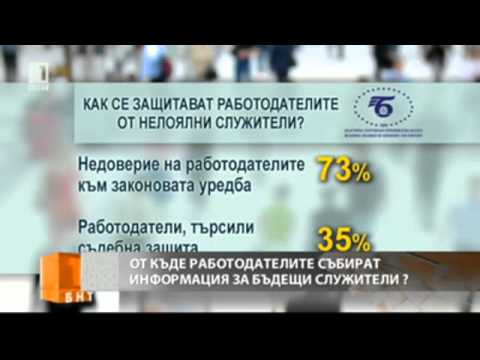 КАК СЕ ЗАЩИТАВАТ РАБОТОДАТЕЛИТЕ
ОТ НЕЛОЯЛНИ СЛУЖИТЕЛИ?
Недоверие на работодателите
към законовата уредба
73%
Работодатели, търсили
съдебна защита
35%
ОТ КЪДЕ РАБОТОДАТЕЛИТЕ СЪБИРАТ
ИНФОРМАЦИЯ ЗА БЪДЕЩИ СЛУЖИТЕЛИ ?
БНТ